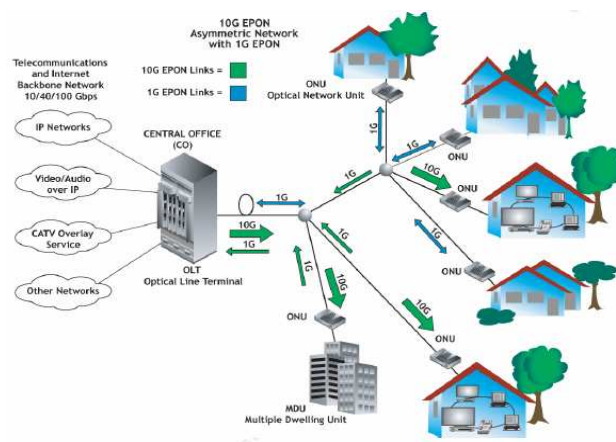 10G EPON
Asymmetric Network
with 1G EPON
10G EPON Links =
1G EPON Links =
Telecommunications
and Internet
Backbone Network
10/40/100 Gbps
IP Networks
Video/Audio
over IP
CATV Overlay
Service
Other Networks
CENTRAL OFFICE
(CO)
OLT
Optical Line Terminal
1G
10G
1G
ONU
Optical Network Unit
1G
1G
ONU
1G
10G
ONU
1G
1G
ONU
1G
10G
ONU
10G
ONU
MDU
Multiple Dwelling Unit